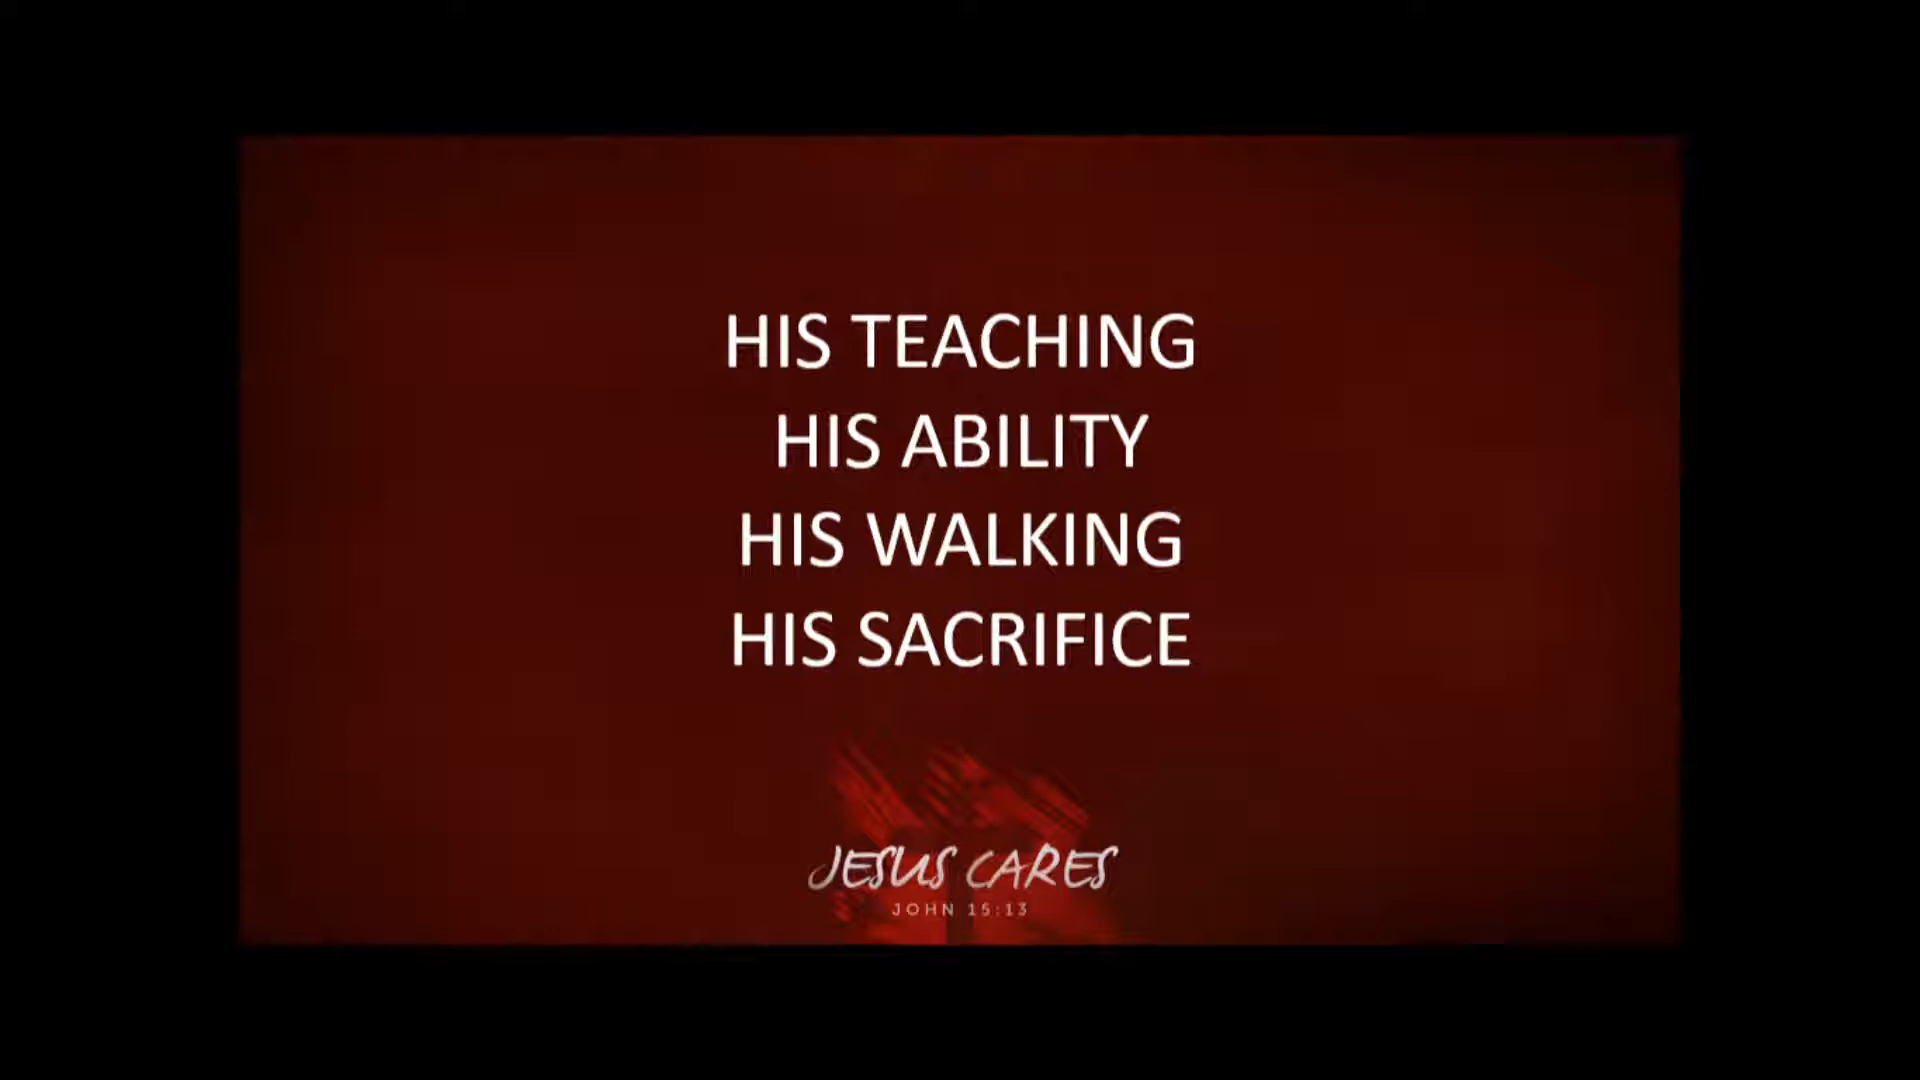 HIS TEACHING
HIS ABILITY
HIS WALKING
HIS SACRIFICE
JESUS CARES
JOHN 15:13